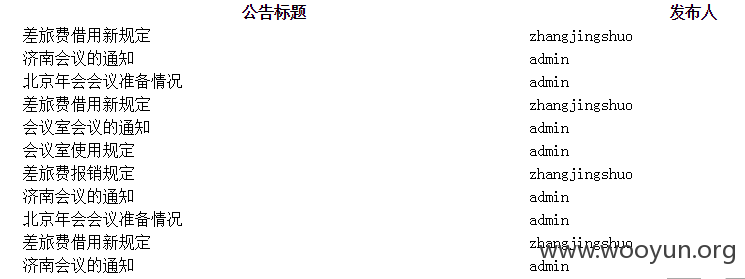 公告标题 发布人
差旅费借用新规定 zhangjingshuo
济南会议的通知 admin
北京年会会议准备情况 admin
差旅费借用新规定 zhangjingshuo
会议室会议的通知 admin
会议室使用规定 admin
差旅费报销规定 zhangjingshuo
济南会议的通知 admin
北京年会会议准备情况 admin
差旅费借用新规定 zhangjingshuo
www.wooyun.org
济南会议的通知 admin